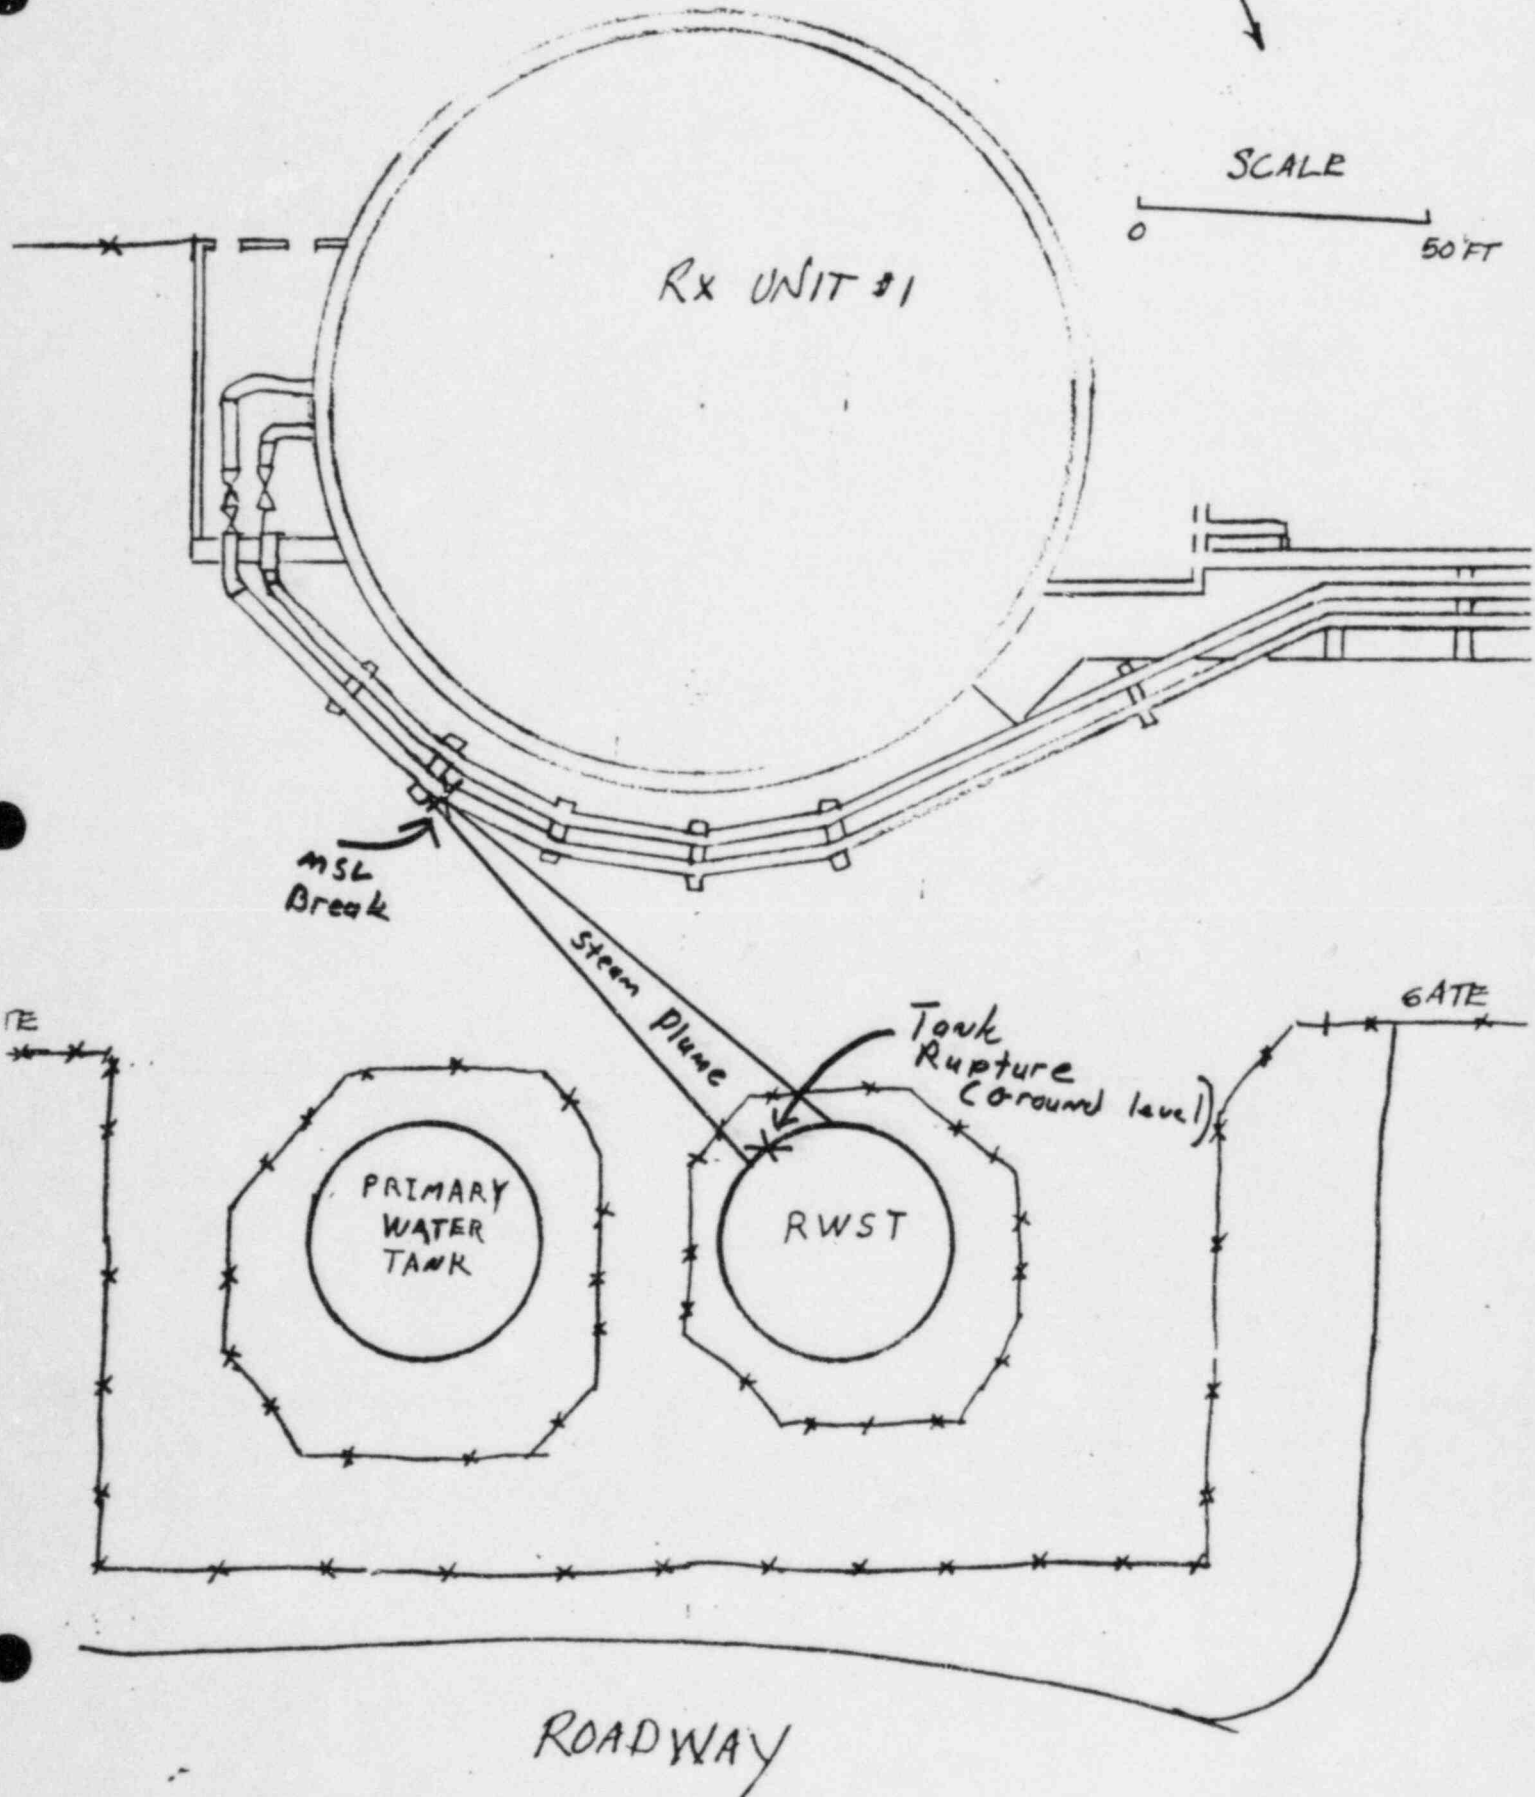 SCALE
0
50 FT
RX UNIT #1
MSL
Break
steam plume
GATE
TE
Tank
Rupture
(Ground level)
PRIMARY
WATER
TANK
RWST
ROADWAY